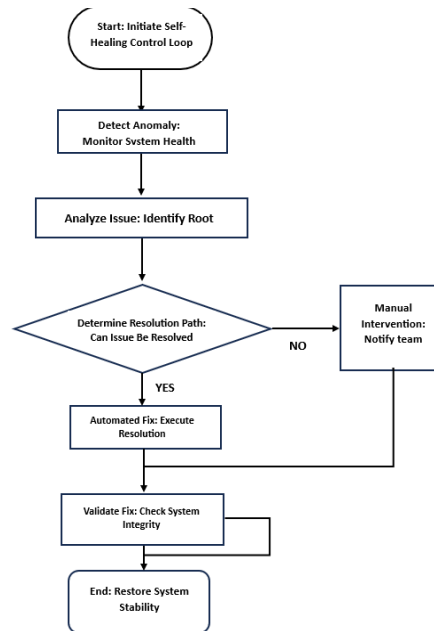 Start: Initiate Self-
Healing Control Loop
Detect Anomaly:
Monitor System Health
Analyze Issue: Identify Root
Determine Resolution Path:
Can Issue Be Resolved
NO
Manual
Intervention:
Notify team
YES
Automated Fix: Execute
Resolution
Validate Fix: Check System
Integrity
End: Restore System
Stability